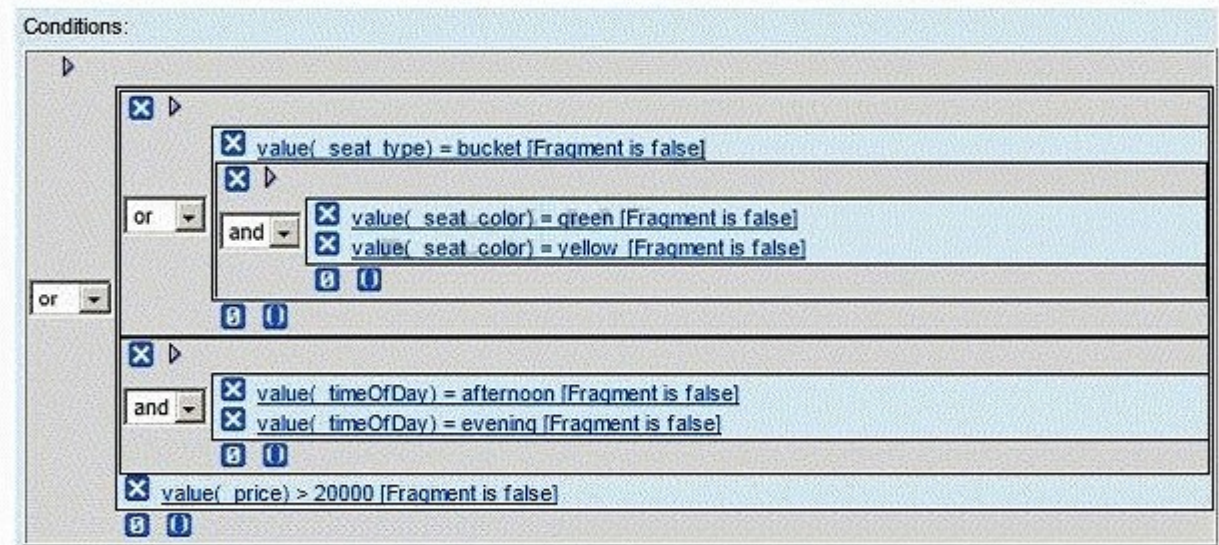 Conditions:
value( seat type) = bucket [Fragment is false]
or
and
value( seat color) = green [Fragment is false]
value( seat color) = yellow [Fragment is false]
or
and
value( timeOfDay) = afternoon [Fragment is false]
value( timeOfDay) = evening [Fragment is false]
value( price) > 20000 [Fragment is false]